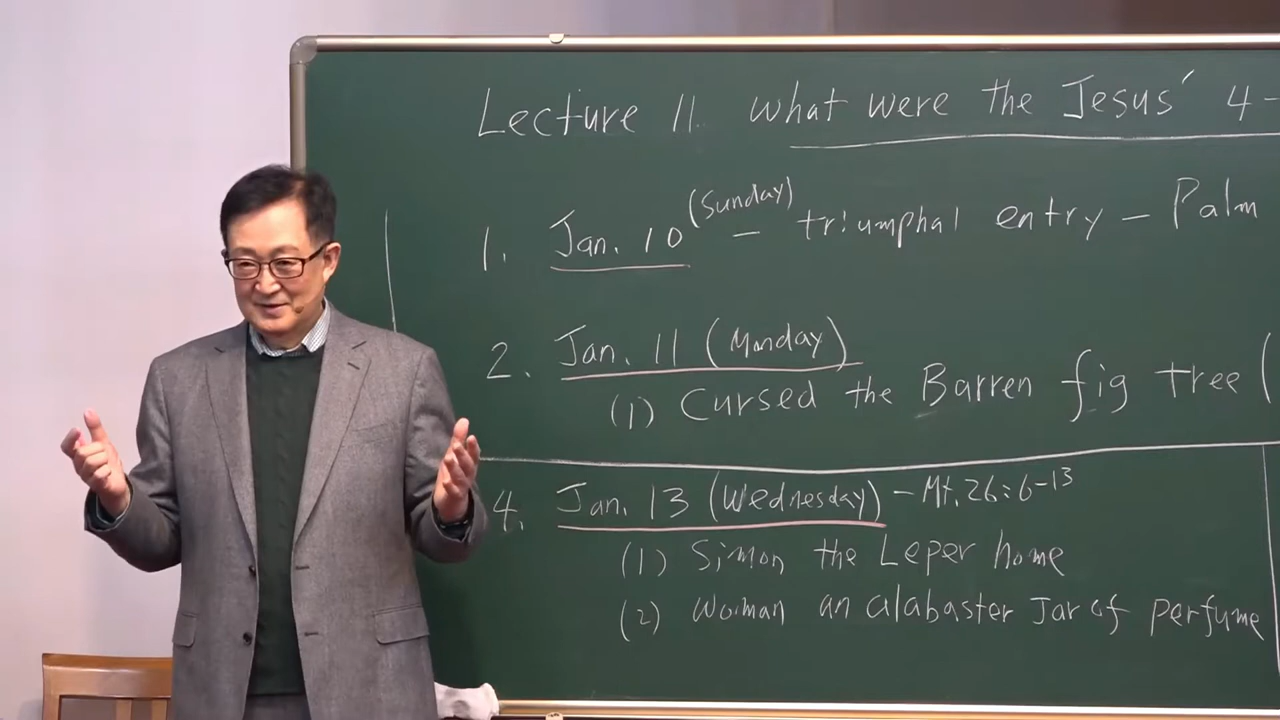 Lecture 11. What were the Jesus' 4-
1. Jan. 10 (Sunday) – triumphal entry – Palm
2. Jan. 11 (Monday)
(1) Cursed the Barren fig tree (
4. Jan. 13 (Wednesday) – Mt. 26:6-13
(1) Simon the Leper home
(2) Woman an alabaster Jar of perfume